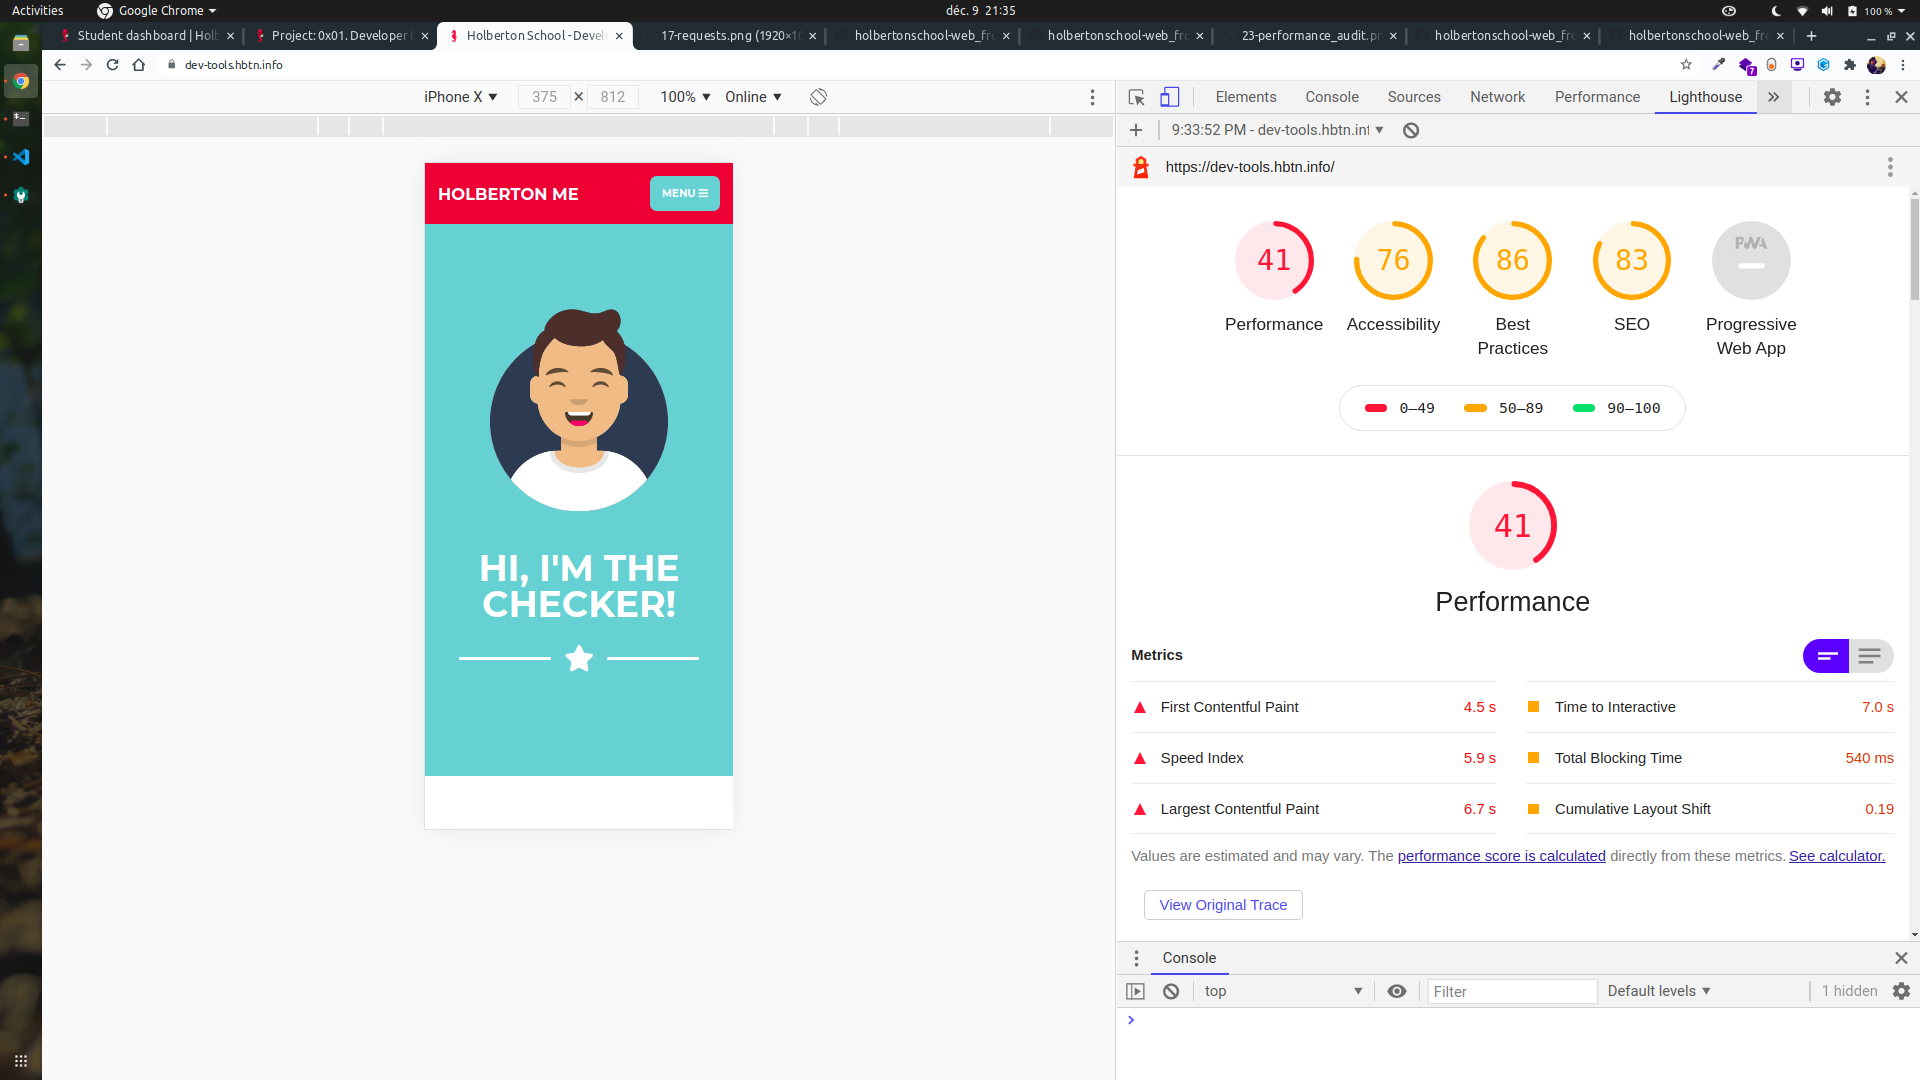 Activities
Google Chrome
déc. 9 21:35
100 %
Student dashboard | Holb
Project: 0x01. Developer
Holberton School - Devel
17-requests.png (1920×10
holbertonschool-web_fro
holbertonschool-web_fro
23-performance_audit.pn
holbertonschool-web_fro
holbertonschool-web_fro
dev-tools.hbtn.info
7
iPhone X
375
×
812
100%
Online
Elements
Console
Sources
Network
Performance
Lighthouse
9:33:52 PM - dev-tools.hbtn.inf
https://dev-tools.hbtn.info/
HOLBERTON ME
MENU
HI, I'M THE
CHECKER!
41
76
86
83
PWA
Performance
Accessibility
Best
Practices
SEO
Progressive
Web App
0–49
50–89
90–100
41
Performance
Metrics
First Contentful Paint
4.5 s
Time to Interactive
7.0 s
Speed Index
5.9 s
Total Blocking Time
540 ms
Largest Contentful Paint
6.7 s
Cumulative Layout Shift
0.19
Values are estimated and may vary. The performance score is calculated directly from these metrics. See calculator.
View Original Trace
Console
top
Filter
Default levels
1 hidden